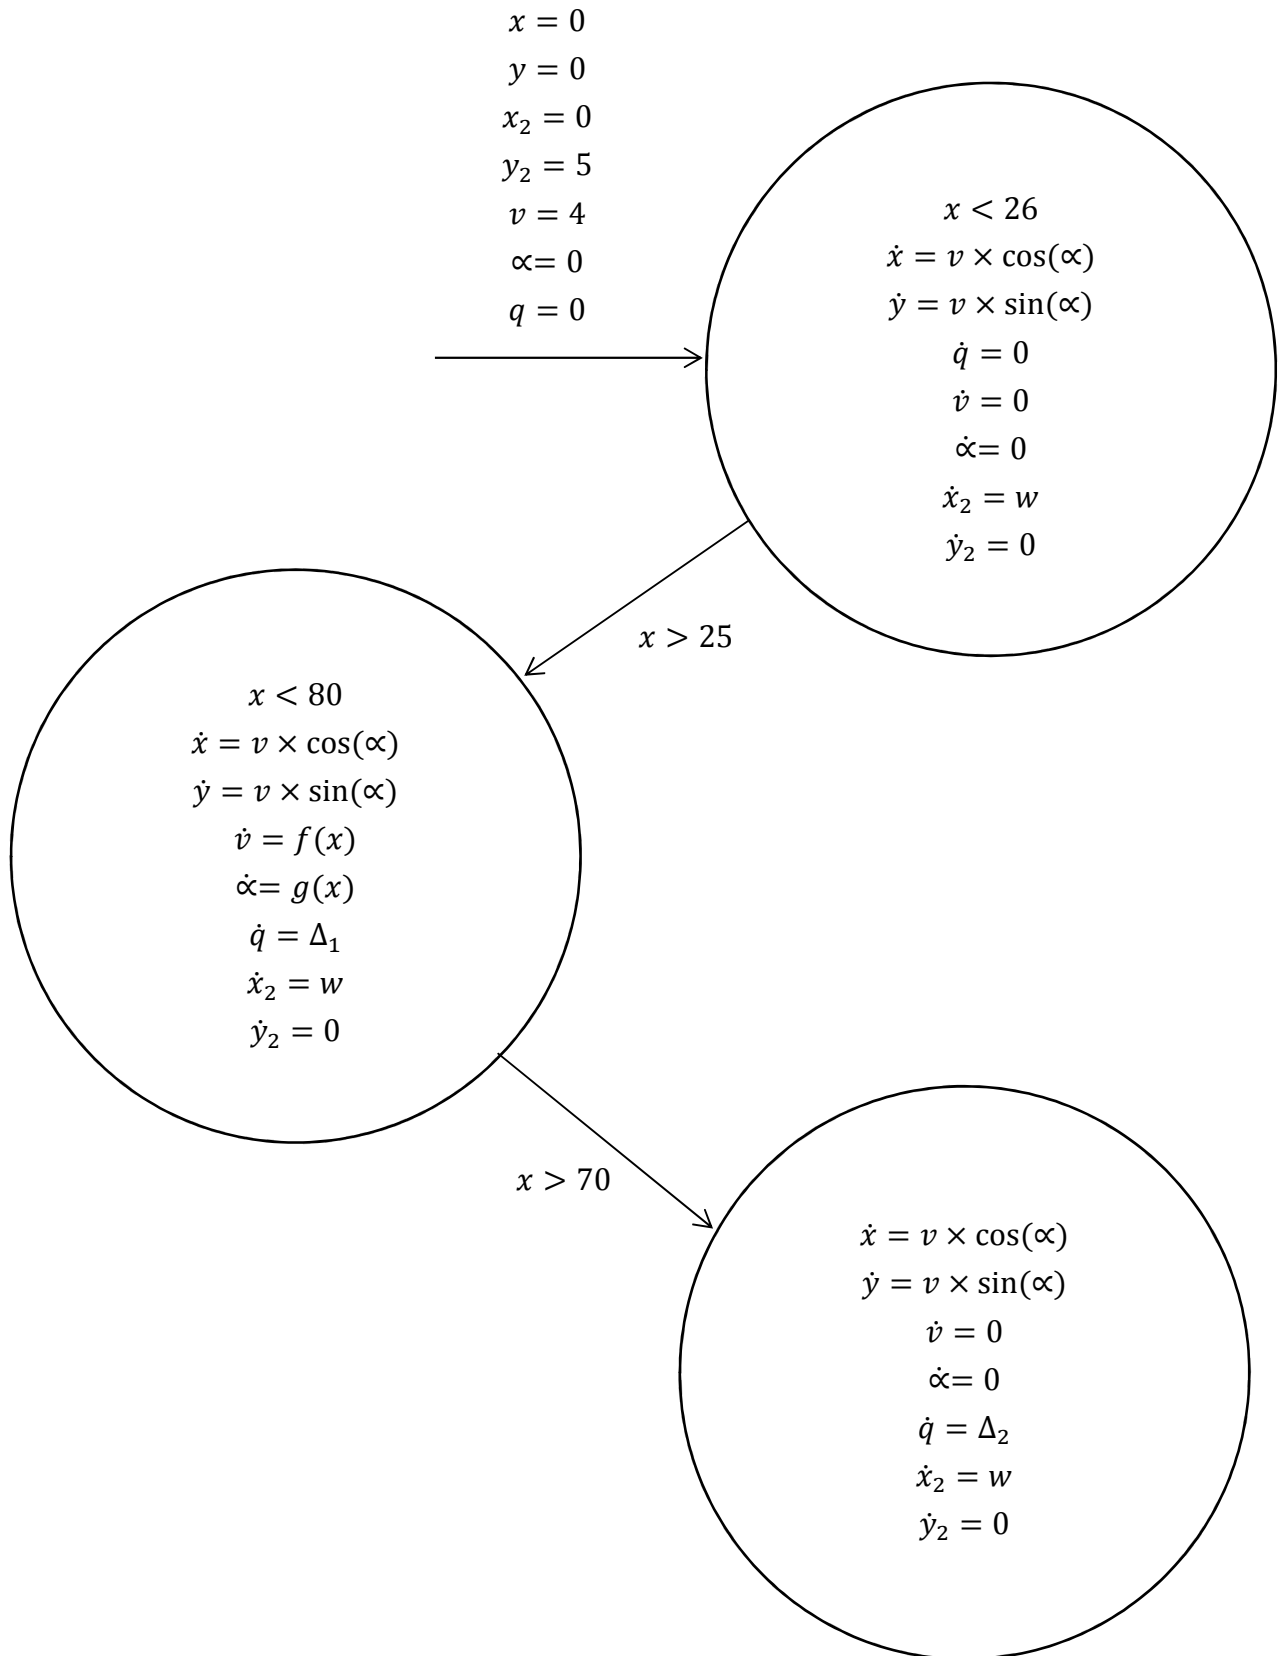 x = 0
y = 0
x₂ = 0
y₂ = 5
v = 4
∝= 0
q = 0
x < 26
ẋ = v × cos(∝)
ẏ = v × sin(∝)
q̇ = 0
v̇ = 0
∝̇= 0
ẋ₂ = w
ẏ₂ = 0
x > 25
x < 80
ẋ = v × cos(∝)
ẏ = v × sin(∝)
v̇ = f(x)
∝̇= g(x)
q̇ = Δ₁
ẋ₂ = w
ẏ₂ = 0
x > 70
ẋ = v × cos(∝)
ẏ = v × sin(∝)
v̇ = 0
∝̇= 0
q̇ = Δ₂
ẋ₂ = w
ẏ₂ = 0